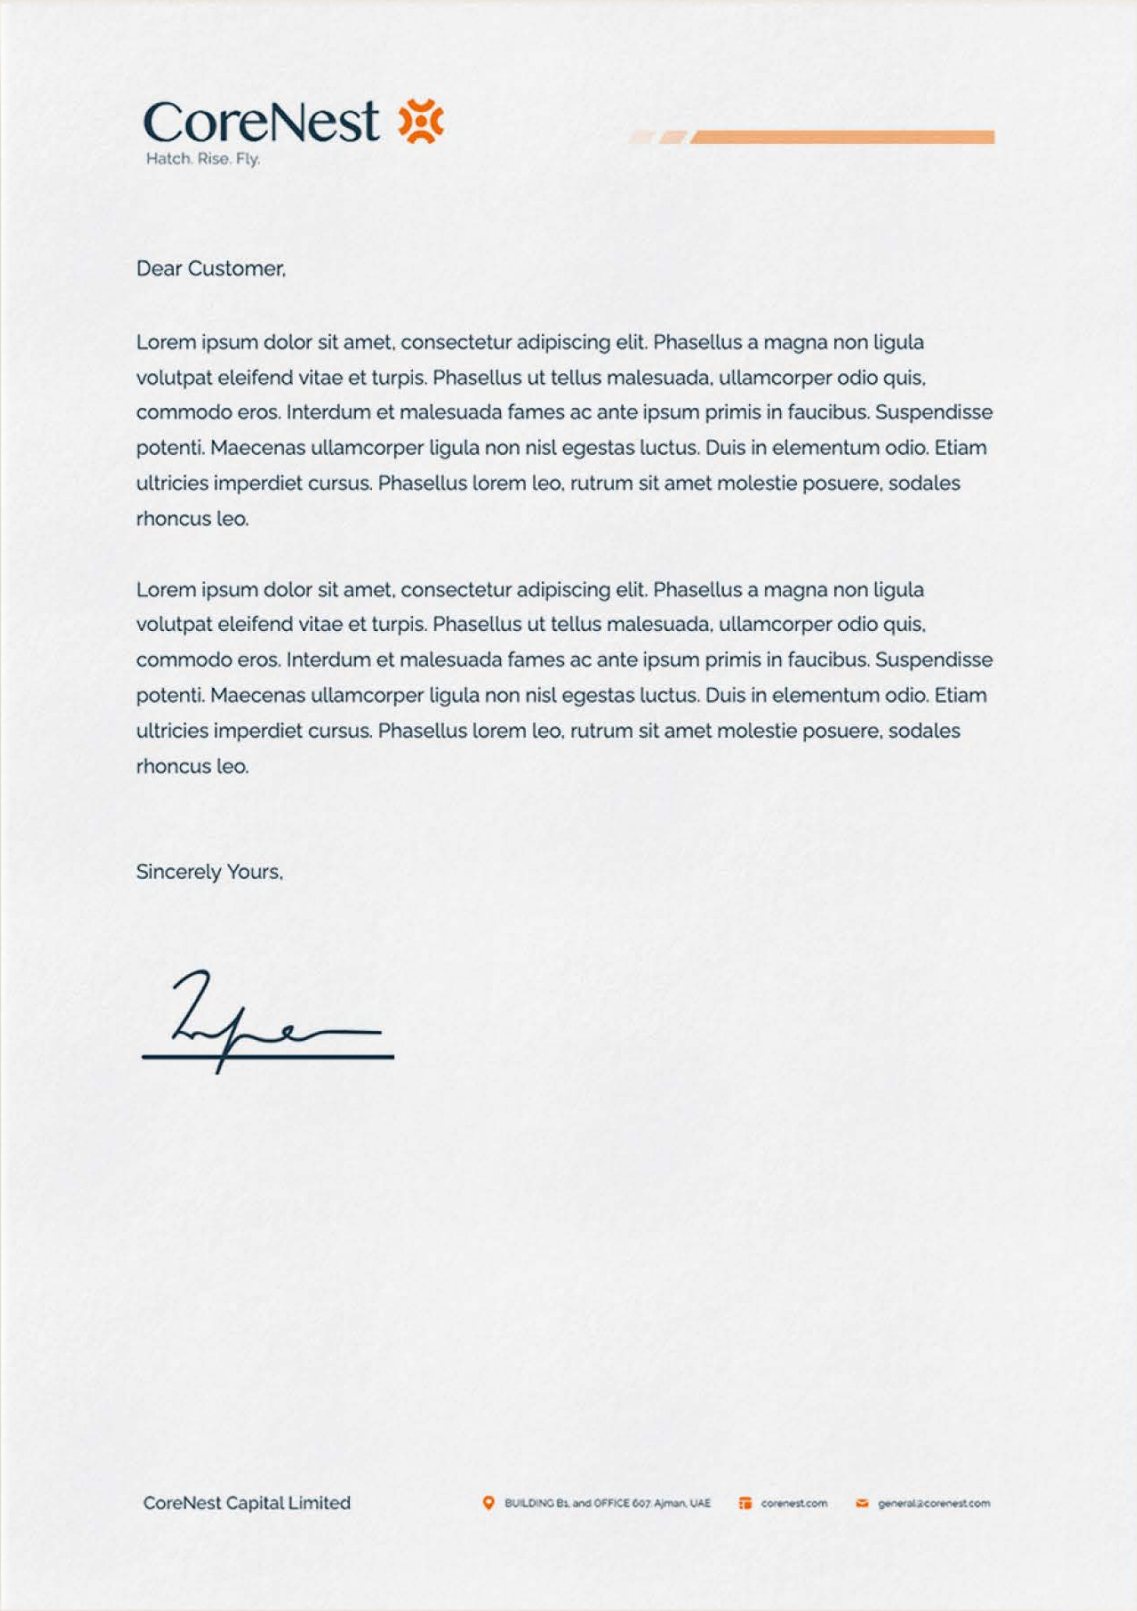 CoreNest
Hatch. Rise. Fly.
Dear Customer,
Lorem ipsum dolor sit amet, consectetur adipiscing elit. Phasellus a magna non ligula
volutpat eleifend vitae et turpis. Phasellus ut tellus malesuada, ullamcorper odio quis,
commodo eros. Interdum et malesuada fames ac ante ipsum primis in faucibus. Suspendisse
potenti. Maecenas ullamcorper ligula non nisl egestas luctus. Duis in elementum odio. Etiam
ultricies imperdiet cursus. Phasellus lorem leo, rutrum sit amet molestie posuere, sodales
rhoncus leo.
Lorem ipsum dolor sit amet, consectetur adipiscing elit. Phasellus a magna non ligula
volutpat eleifend vitae et turpis. Phasellus ut tellus malesuada, ullamcorper odio quis,
commodo eros. Interdum et malesuada fames ac ante ipsum primis in faucibus. Suspendisse
potenti. Maecenas ullamcorper ligula non nisl egestas luctus. Duis in elementum odio. Etiam
ultricies imperdiet cursus. Phasellus lorem leo, rutrum sit amet molestie posuere, sodales
rhoncus leo.
Sincerely Yours,
CoreNest Capital Limited BUILDING B1, and OFFICE 607. Ajman, UAE corenest.com general@corenest.com